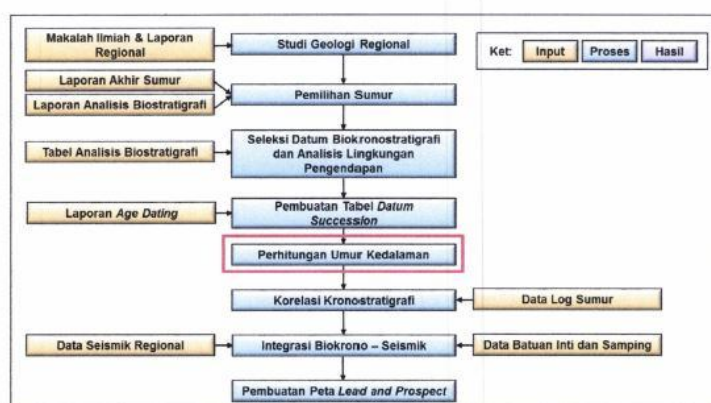 Makalah Ilmiah & Laporan
Regional
Studi Geologi Regional
Ket:
Input
Proses
Hasil
Laporan Akhir Sumur
Laporan Analisis Biostratigrafi
Pemilihan Sumur
Tabel Analisis Biostratigrafi
Seleksi Datum Biokronostratigrafi
dan Analisis Lingkungan
Pengendapan
Laporan Age Dating
Pembuatan Tabel Datum
Succession
Perhitungan Umur Kedalaman
Korelasi Kronostratigrafi
Data Log Sumur
Data Seismik Regional
Integrasi Biokrono – Seismik
Data Batuan Inti dan Samping
Pembuatan Peta Lead and Prospect